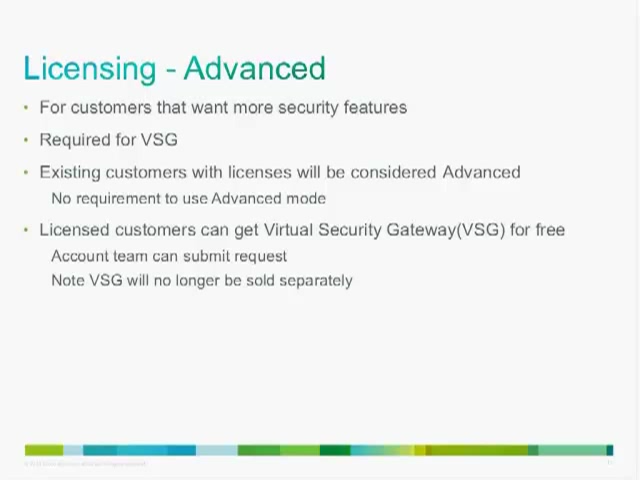 Licensing - Advanced
• For customers that want more security features
• Required for VSG
• Existing customers with licenses will be considered Advanced
No requirement to use Advanced mode
• Licensed customers can get Virtual Security Gateway(VSG) for free
Account team can submit request
Note VSG will no longer be sold separately